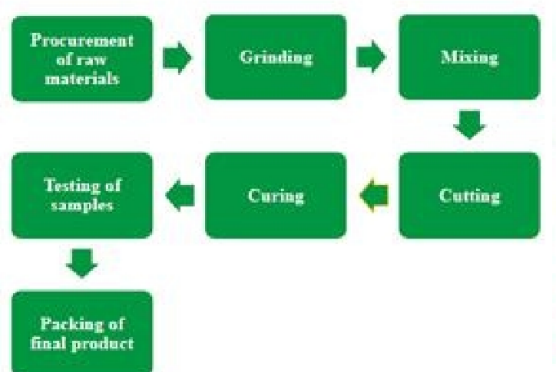 Procurement
of raw
materials
Grinding
Mixing
Cutting
Curing
Testing of
samples
Packing of
final product